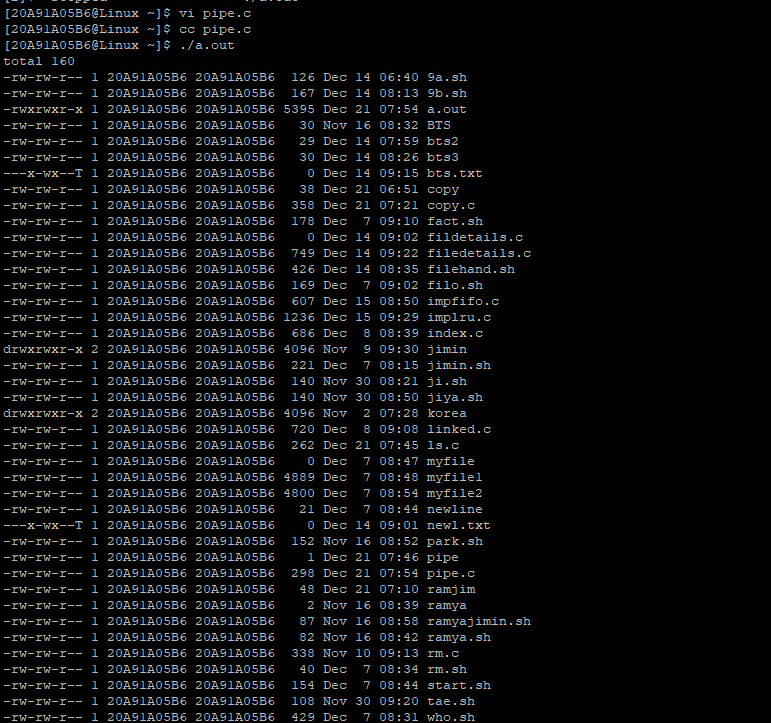 [20A91A05B6@Linux ~]$ vi pipe.c
[20A91A05B6@Linux ~]$ cc pipe.c
[20A91A05B6@Linux ~]$ ./a.out
total 160
-rw-rw-r-- 1 20A91A05B6 20A91A05B6  126 Dec 14 06:40 9a.sh
-rw-rw-r-- 1 20A91A05B6 20A91A05B6  167 Dec 14 08:13 9b.sh
-rwxrwxr-x 1 20A91A05B6 20A91A05B6 5395 Dec 21 07:54 a.out
-rw-rw-r-- 1 20A91A05B6 20A91A05B6   30 Nov 16 08:32 BTS
-rw-rw-r-- 1 20A91A05B6 20A91A05B6   29 Dec 14 07:59 bts2
-rw-rw-r-- 1 20A91A05B6 20A91A05B6   30 Dec 14 08:26 bts3
---x-wx--T 1 20A91A05B6 20A91A05B6    0 Dec 14 09:15 bts.txt
-rw-rw-r-- 1 20A91A05B6 20A91A05B6   38 Dec 21 06:51 copy
-rw-rw-r-- 1 20A91A05B6 20A91A05B6  358 Dec 21 07:21 copy.c
-rw-rw-r-- 1 20A91A05B6 20A91A05B6  178 Dec  7 09:10 fact.sh
-rw-rw-r-- 1 20A91A05B6 20A91A05B6    0 Dec 14 09:02 fildetails.c
-rw-rw-r-- 1 20A91A05B6 20A91A05B6  749 Dec 14 09:22 filedetails.c
-rw-rw-r-- 1 20A91A05B6 20A91A05B6  426 Dec 14 08:35 filehand.sh
-rw-rw-r-- 1 20A91A05B6 20A91A05B6  169 Dec  7 09:02 filo.sh
-rw-rw-r-- 1 20A91A05B6 20A91A05B6  607 Dec 15 08:50 impfifo.c
-rw-rw-r-- 1 20A91A05B6 20A91A05B6 1236 Dec 15 09:29 implru.c
-rw-rw-r-- 1 20A91A05B6 20A91A05B6  686 Dec  8 08:39 index.c
drwxrwxr-x 2 20A91A05B6 20A91A05B6 4096 Nov  9 09:30 jimin
-rw-rw-r-- 1 20A91A05B6 20A91A05B6  221 Dec  7 08:15 jimin.sh
-rw-rw-r-- 1 20A91A05B6 20A91A05B6  140 Nov 30 08:21 ji.sh
-rw-rw-r-- 1 20A91A05B6 20A91A05B6  140 Nov 30 08:50 jiya.sh
drwxrwxr-x 2 20A91A05B6 20A91A05B6 4096 Nov  2 07:28 korea
-rw-rw-r-- 1 20A91A05B6 20A91A05B6  720 Dec  8 09:08 linked.c
-rw-rw-r-- 1 20A91A05B6 20A91A05B6  262 Dec 21 07:45 ls.c
-rw-rw-r-- 1 20A91A05B6 20A91A05B6    0 Dec  7 08:47 myfile
-rw-rw-r-- 1 20A91A05B6 20A91A05B6 4889 Dec  7 08:48 myfile1
-rw-rw-r-- 1 20A91A05B6 20A91A05B6 4800 Dec  7 08:54 myfile2
-rw-rw-r-- 1 20A91A05B6 20A91A05B6   21 Dec  7 08:44 newline
---x-wx--T 1 20A91A05B6 20A91A05B6    0 Dec 14 09:01 newl.txt
-rw-rw-r-- 1 20A91A05B6 20A91A05B6  152 Nov 16 08:52 park.sh
-rw-rw-r-- 1 20A91A05B6 20A91A05B6    1 Dec 21 07:46 pipe
-rw-rw-r-- 1 20A91A05B6 20A91A05B6  298 Dec 21 07:54 pipe.c
-rw-rw-r-- 1 20A91A05B6 20A91A05B6   48 Dec 21 07:10 ramjim
-rw-rw-r-- 1 20A91A05B6 20A91A05B6    2 Nov 16 08:39 ramya
-rw-rw-r-- 1 20A91A05B6 20A91A05B6   87 Nov 16 08:58 ramyajimin.sh
-rw-rw-r-- 1 20A91A05B6 20A91A05B6   82 Nov 16 08:42 ramya.sh
-rw-rw-r-- 1 20A91A05B6 20A91A05B6  338 Nov 10 09:13 rm.c
-rw-rw-r-- 1 20A91A05B6 20A91A05B6   40 Dec  7 08:34 rm.sh
-rw-rw-r-- 1 20A91A05B6 20A91A05B6  154 Dec  7 08:44 start.sh
-rw-rw-r-- 1 20A91A05B6 20A91A05B6  108 Nov 30 09:20 tae.sh
-rw-rw-r-- 1 20A91A05B6 20A91A05B6  429 Dec  7 08:31 who.sh